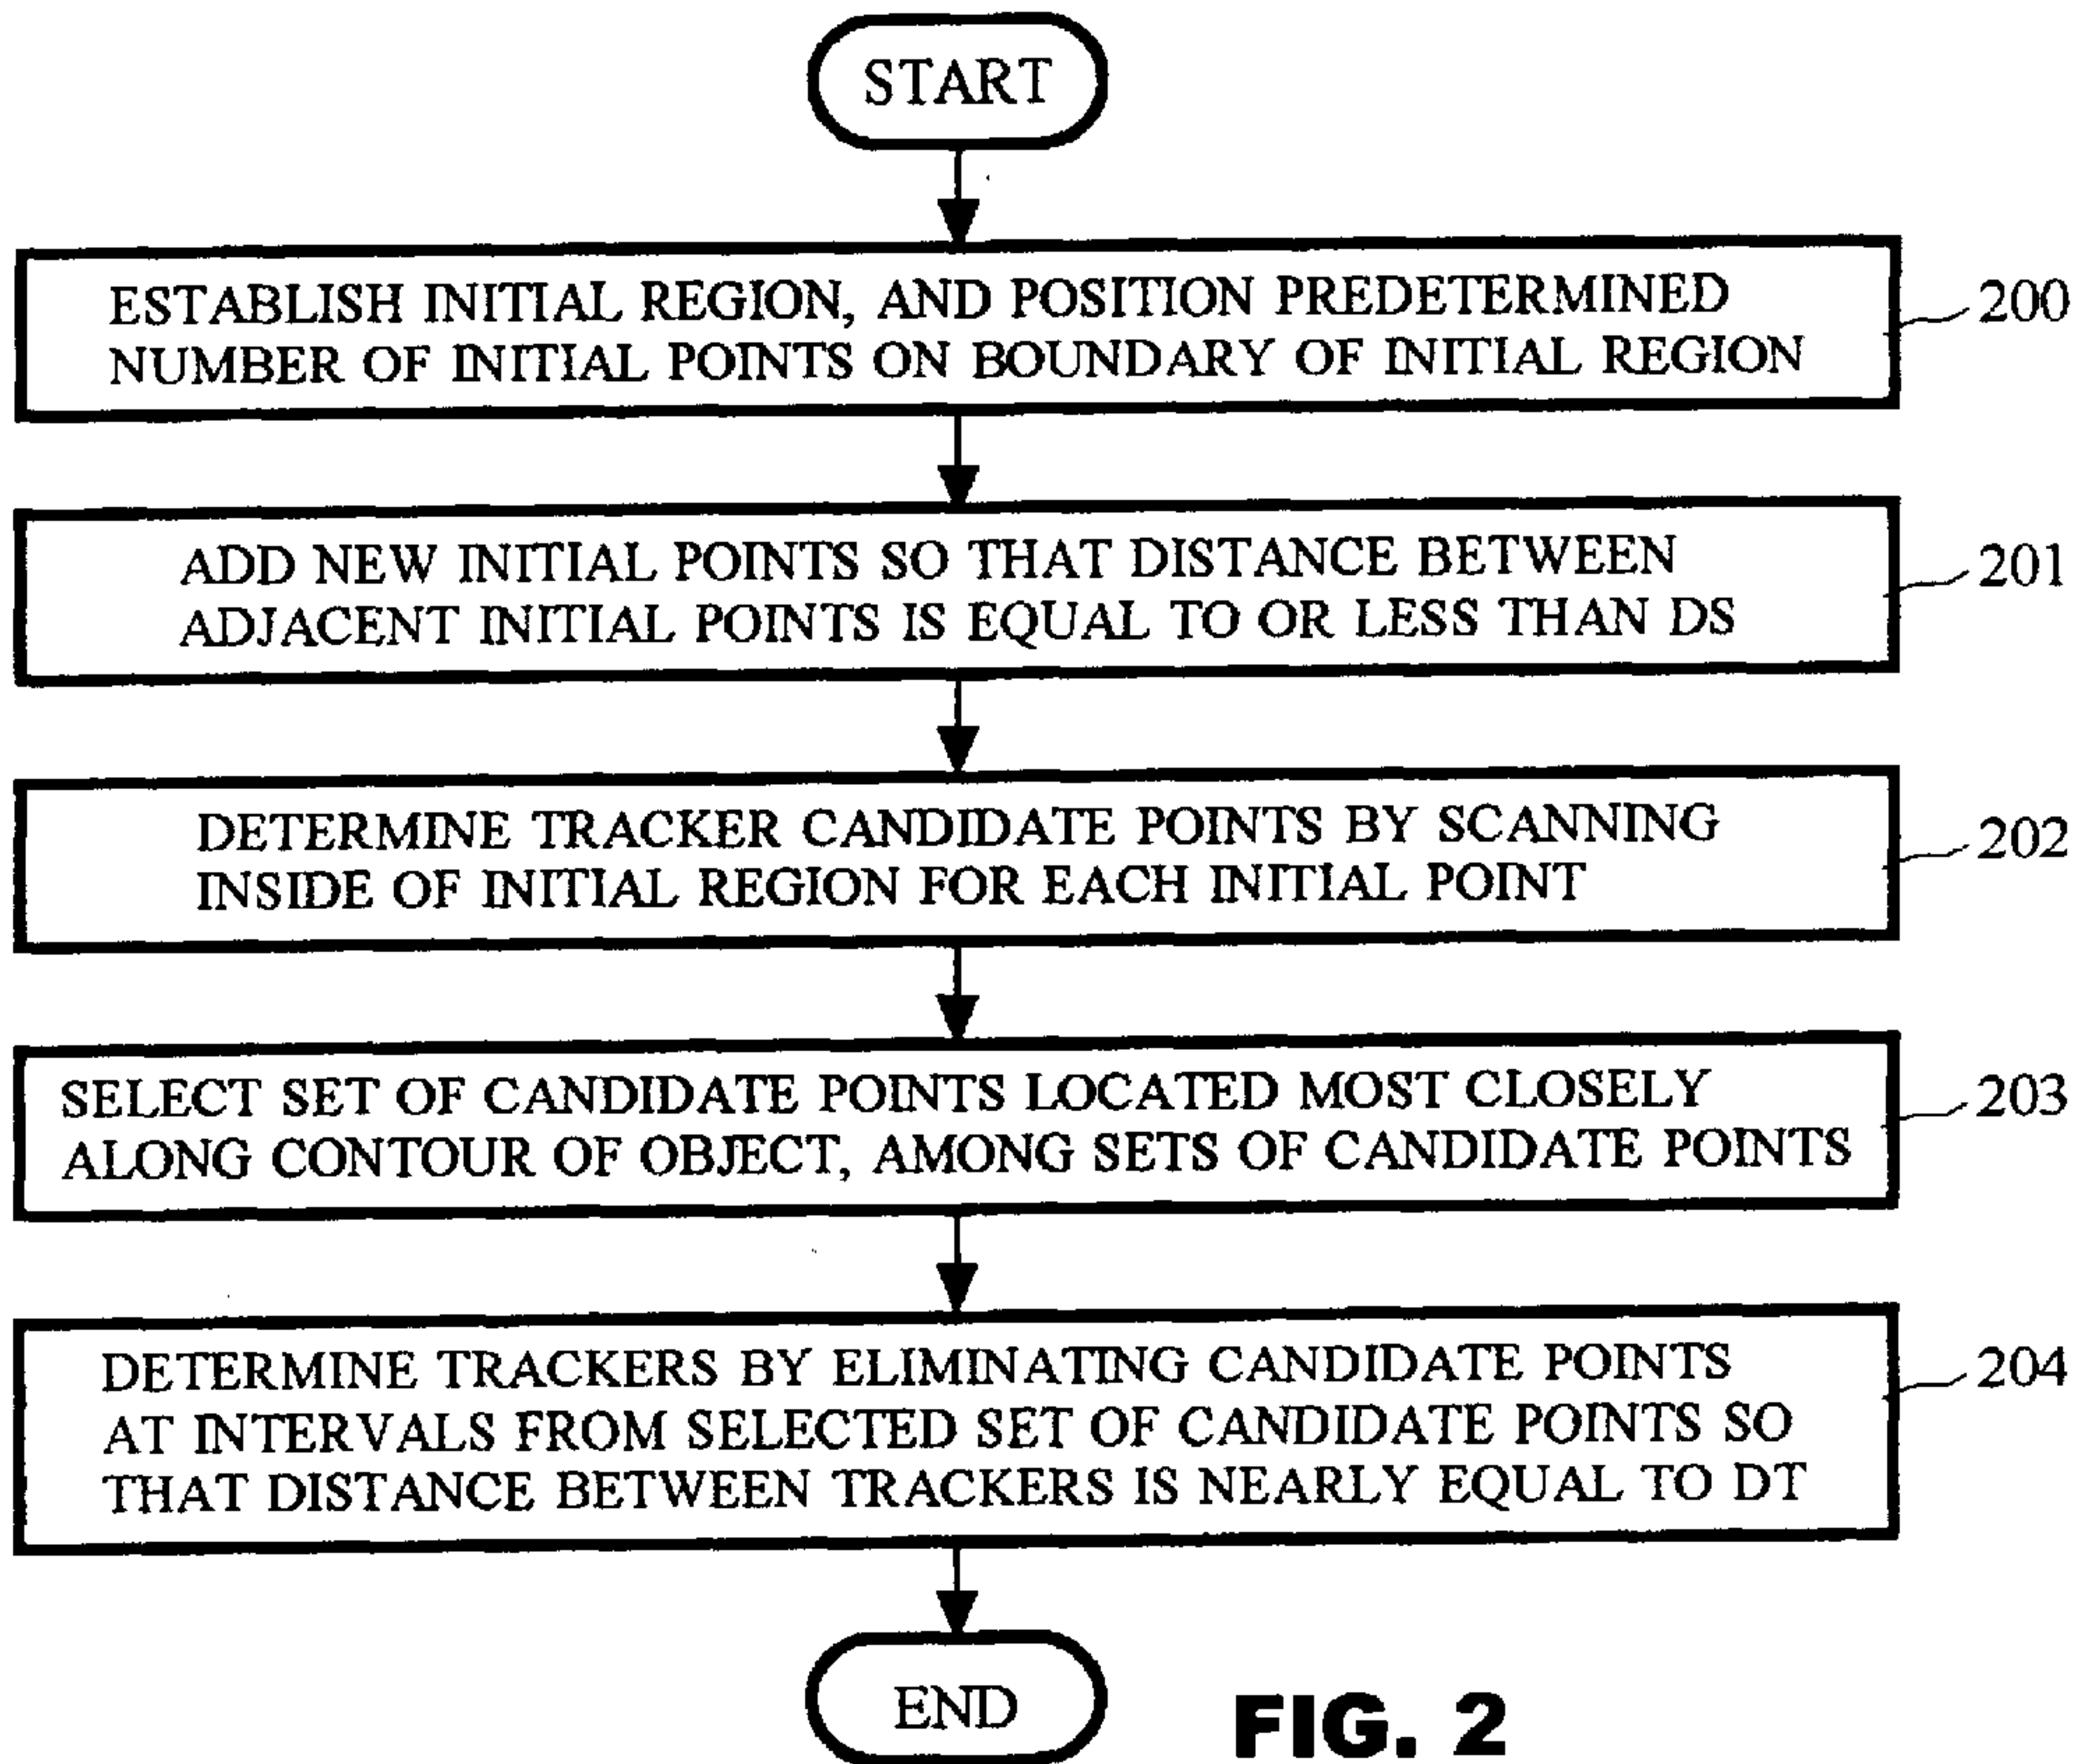 START
ESTABLISH INITIAL REGION, AND POSITION PREDETERMINED
NUMBER OF INITIAL POINTS ON BOUNDARY OF INITIAL REGION
200
ADD NEW INITIAL POINTS SO THAT DISTANCE BETWEEN
ADJACENT INITIAL POINTS IS EQUAL TO OR LESS THAN DS
201
DETERMINE TRACKER CANDIDATE POINTS BY SCANNING
INSIDE OF INITIAL REGION FOR EACH INITIAL POINT
202
SELECT SET OF CANDIDATE POINTS LOCATED MOST CLOSELY
ALONG CONTOUR OF OBJECT, AMONG SETS OF CANDIDATE POINTS
203
DETERMINE TRACKERS BY ELIMINATING CANDIDATE POINTS
AT INTERVALS FROM SELECTED SET OF CANDIDATE POINTS SO
THAT DISTANCE BETWEEN TRACKERS IS NEARLY EQUAL TO DT
204
END
FIG. 2